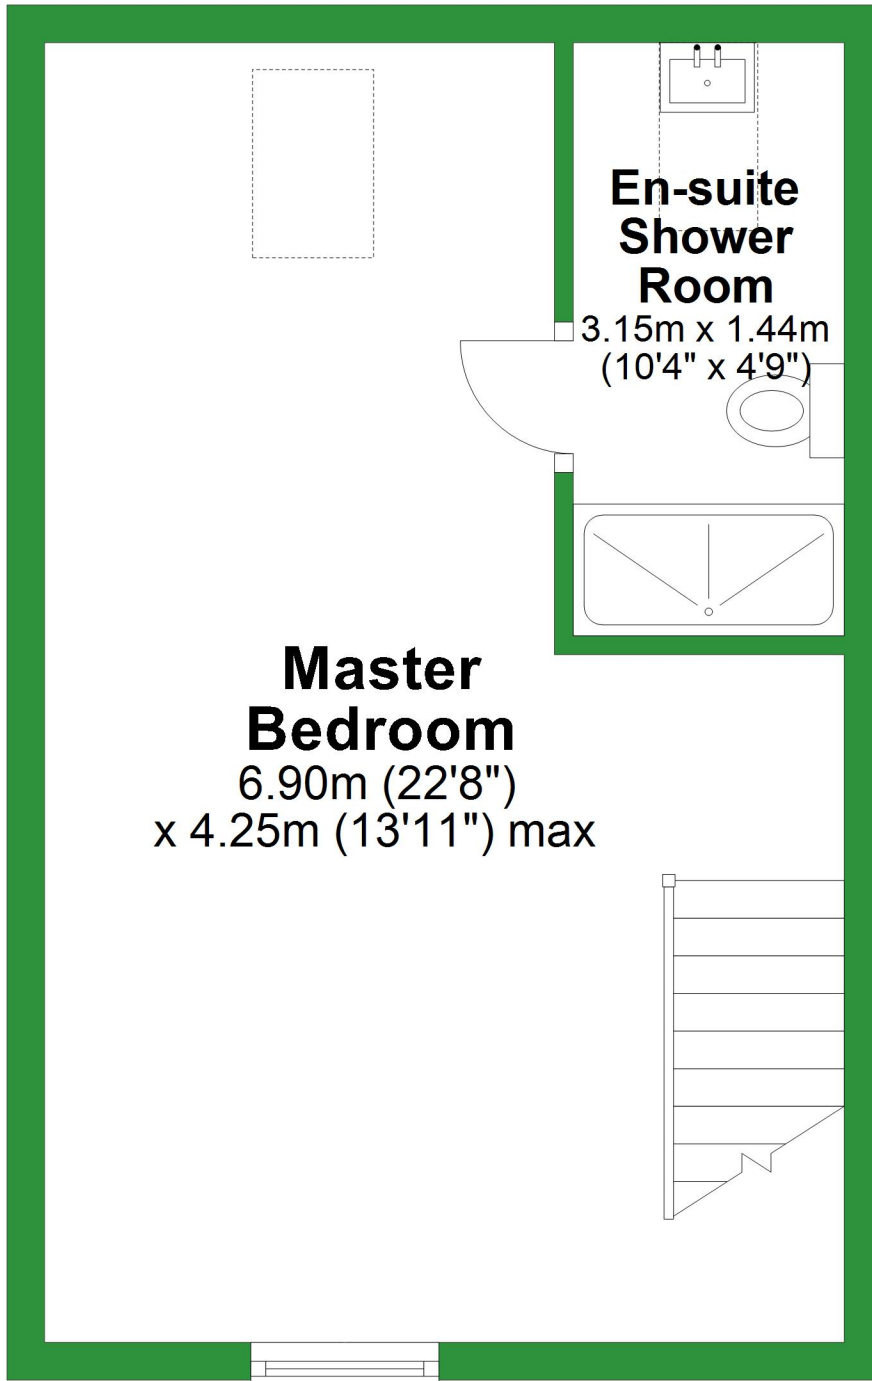 En-suite
Shower
Room
3.15m x 1.44m
(10'4" x 4'9")
Master
Bedroom
6.90m (22'8")
x 4.25m (13'11") max